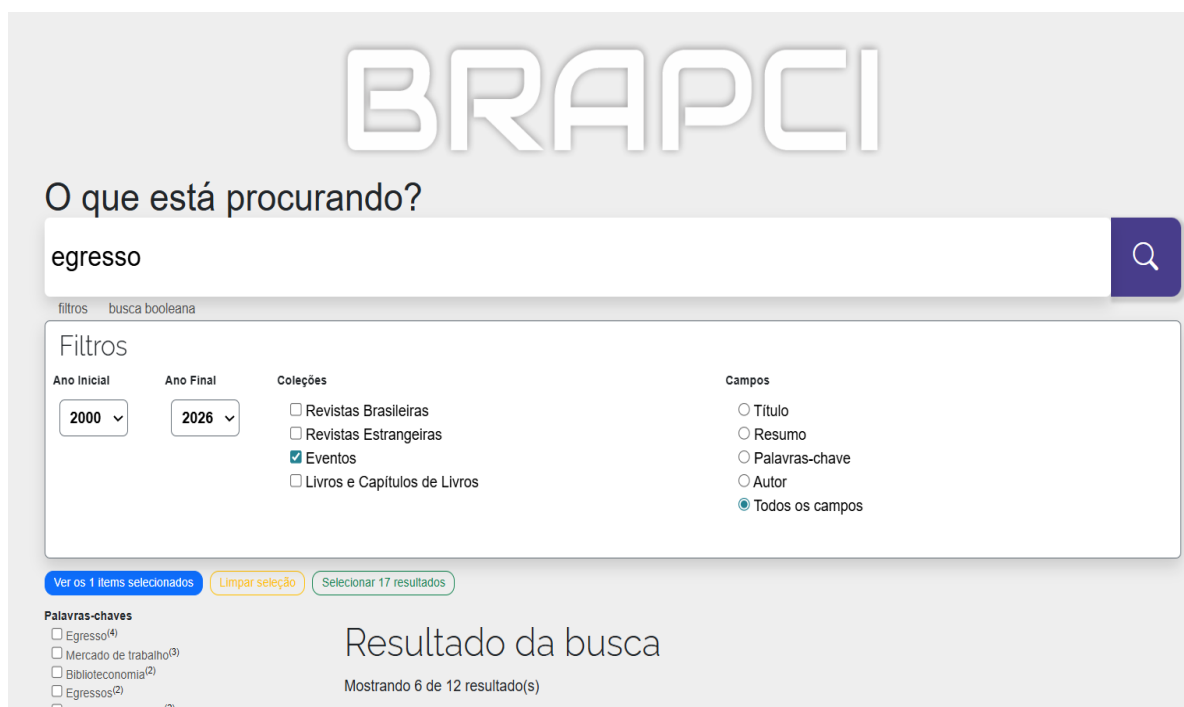 BRAPCI
O que está procurando?
egresso
filtros busca booleana
Filtros
Ano Inicial Ano Final Coleções Campos
2000 2026
Revistas Brasileiras
Revistas Estrangeiras
Eventos
Livros e Capítulos de Livros
Título
Resumo
Palavras-chave
Autor
Todos os campos
Ver os 1 items selecionados Limpar seleção Selecionar 17 resultados
Palavras-chaves
Egresso(4)
Mercado de trabalho(3)
Biblioteconomia(2)
Egressos(2)
Resultado da busca
Mostrando 6 de 12 resultado(s)